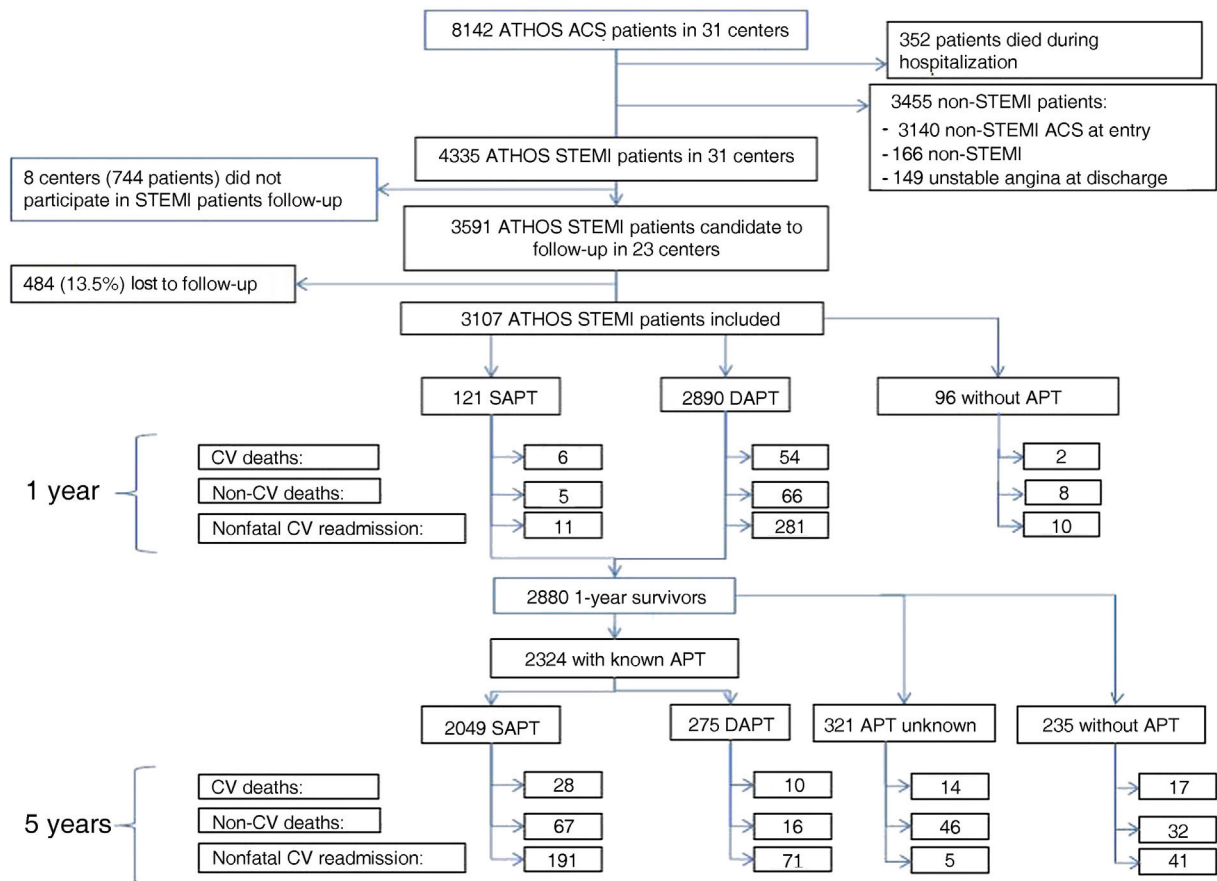 8142 ATHOS ACS patients in 31 centers
352 patients died during
hospitalization
3455 non-STEMI patients:
- 3140 non-STEMI ACS at entry
- 166 non-STEMI
- 149 unstable angina at discharge
4335 ATHOS STEMI patients in 31 centers
8 centers (744 patients) did not
participate in STEMI patients follow-up
3591 ATHOS STEMI patients candidate to
follow-up in 23 centers
484 (13.5%) lost to follow-up
3107 ATHOS STEMI patients included
121 SAPT
2890 DAPT
96 without APT
1 year
CV deaths:
6
54
2
Non-CV deaths:
5
66
8
Nonfatal CV readmission:
11
281
10
2880 1-year survivors
2324 with known APT
2049 SAPT
275 DAPT
321 APT unknown
235 without APT
5 years
CV deaths:
28
10
14
17
Non-CV deaths:
67
16
46
32
Nonfatal CV readmission:
191
71
5
41